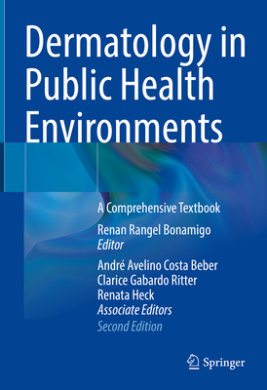 Dermatology in
Public Health
Environments
A Comprehensive Textbook
Renan Rangel Bonamigo
Editor
André Avelino Costa Beber
Clarice Gabardo Ritter
Renata Heck
Associate Editors
Second Edition
Springer